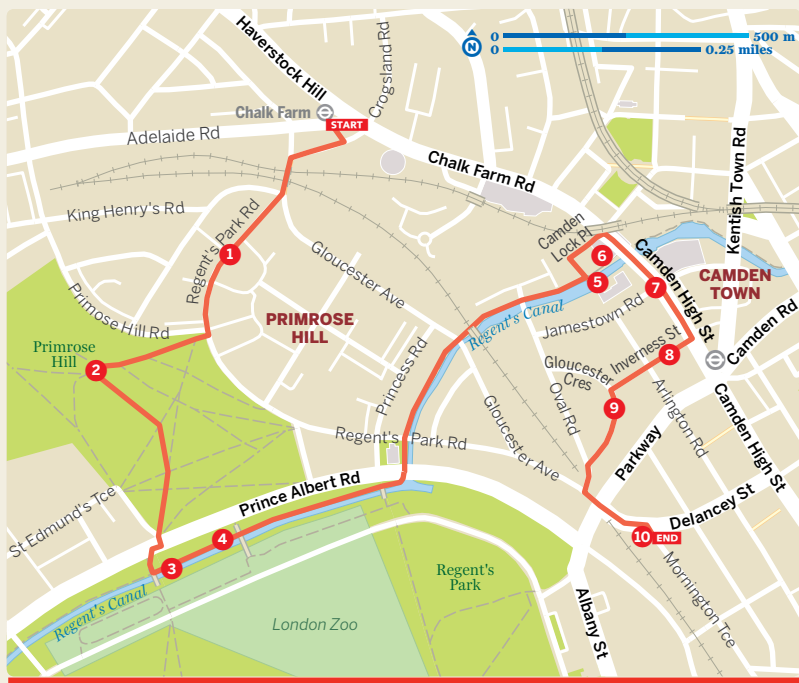 Haverstock Hill
Crogsland Rd
N
0 500 m
0 0.25 miles
Chalk Farm
START
Adelaide Rd
Chalk Farm Rd
Kentish Town Rd
King Henry's Rd
Regent's Park Rd
1
Gloucester Ave
Camden
Lock Pl
6
5
Camden High St
7
CAMDEN
TOWN
Primose Hill Rd
PRIMROSE
HILL
Regent's Canal
Jamestown Rd
Camden Rd
Primrose
Hill
2
Princess Rd
Gloucester
Cres
Inverness St
8
Oval Rd
9
Arlington Rd
Camden High St
Regent's Park Rd
Gloucester Ave
Parkway
St Edmund's Tce
Prince Albert Rd
Delancey St
4
10
END
3
Regent's Canal
Regent's
Park
London Zoo
Albany St
Mornington Tce